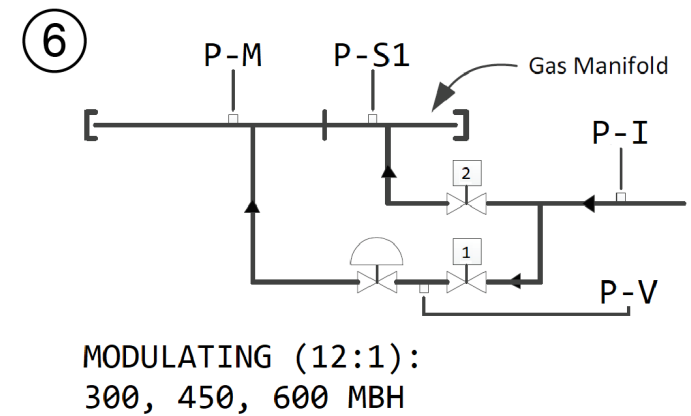 6
P-M P-S1
Gas Manifold
P-I
2
1
P-V
MODULATING (12:1):
300, 450, 600 MBH